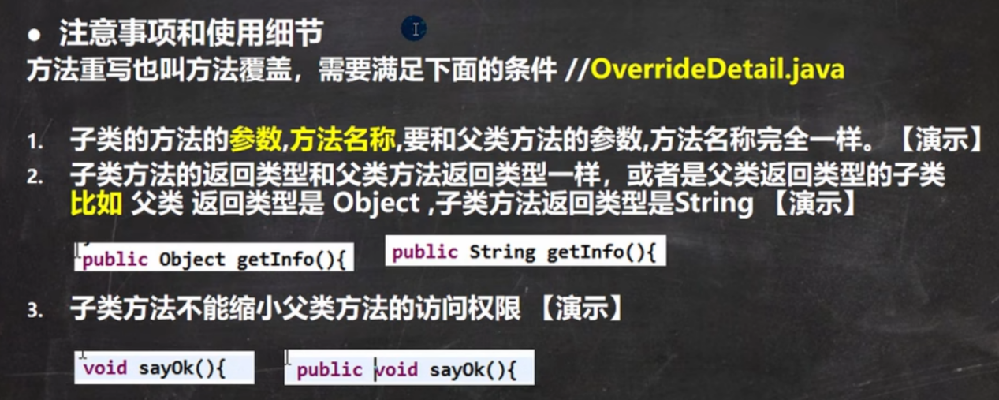 ● 注意事项和使用细节
方法重写也叫方法覆盖，需要满足下面的条件 //OverrideDetail.java
1. 子类的方法的参数,方法名称,要和父类方法的参数,方法名称完全一样。【演示】
2. 子类方法的返回类型和父类方法返回类型一样，或者是父类返回类型的子类
比如 父类 返回类型是 Object ,子类方法返回类型是String 【演示】
public Object getInfo(){
public String getInfo(){
3. 子类方法不能缩小父类方法的访问权限 【演示】
void sayOk(){
public void sayOk(){